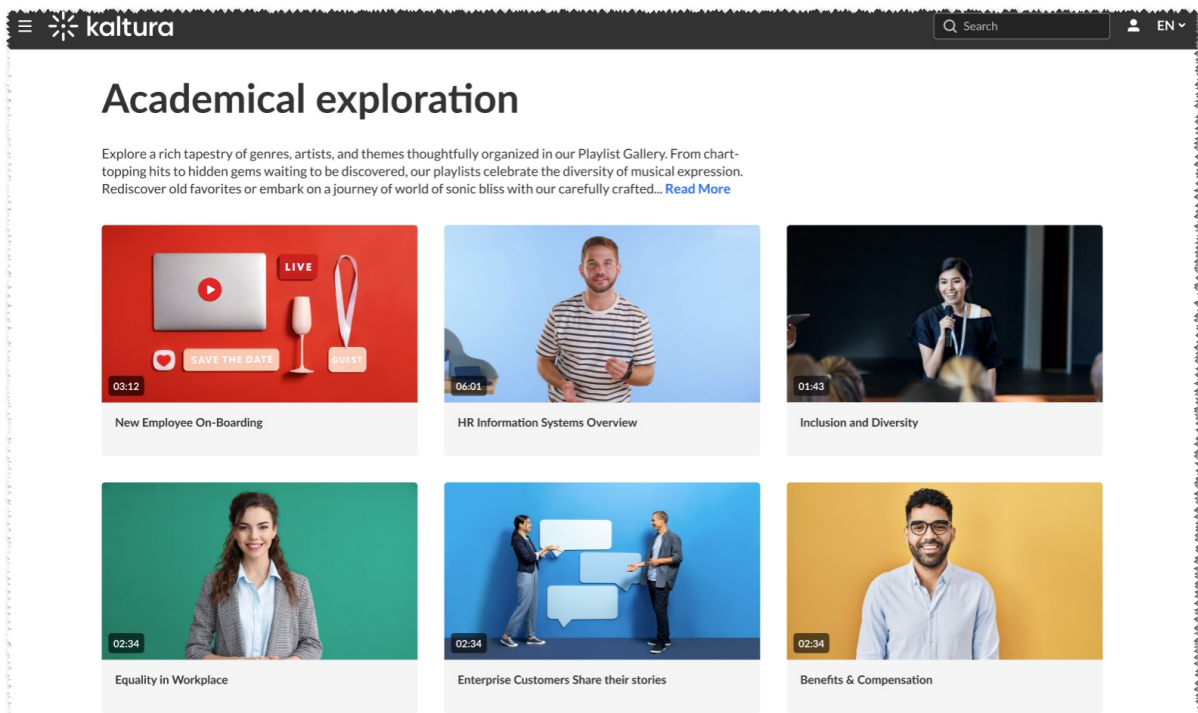 kaltura
Search
EN
Academical exploration
Explore a rich tapestry of genres, artists, and themes thoughtfully organized in our Playlist Gallery. From chart-
topping hits to hidden gems waiting to be discovered, our playlists celebrate the diversity of musical expression.
Rediscover old favorites or embark on a journey of world of sonic bliss with our carefully crafted... Read More
LIVE
SAVE THE DATE
GUEST
03:12
06:01
01:43
New Employee On-Boarding
HR Information Systems Overview
Inclusion and Diversity
02:34
02:34
02:34
Equality in Workplace
Enterprise Customers Share their stories
Benefits & Compensation